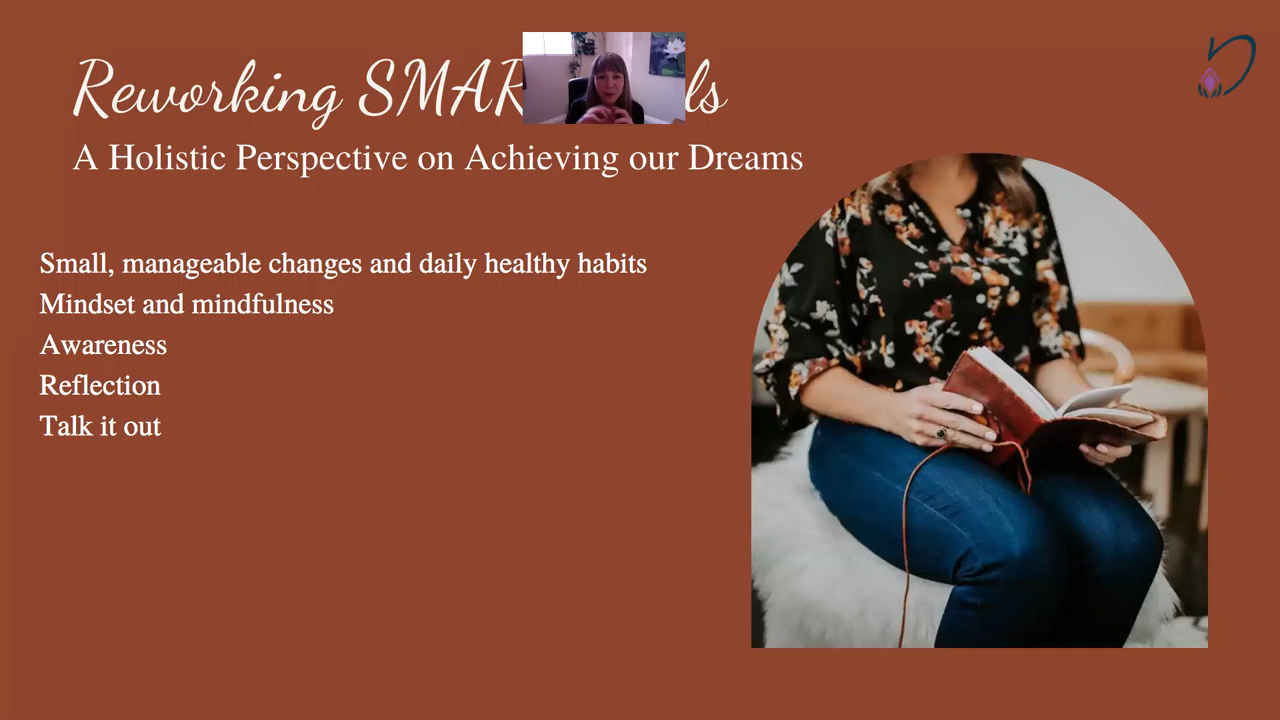 Reworking SMAR ls
A Holistic Perspective on Achieving our Dreams
Small, manageable changes and daily healthy habits
Mindset and mindfulness
Awareness
Reflection
Talk it out